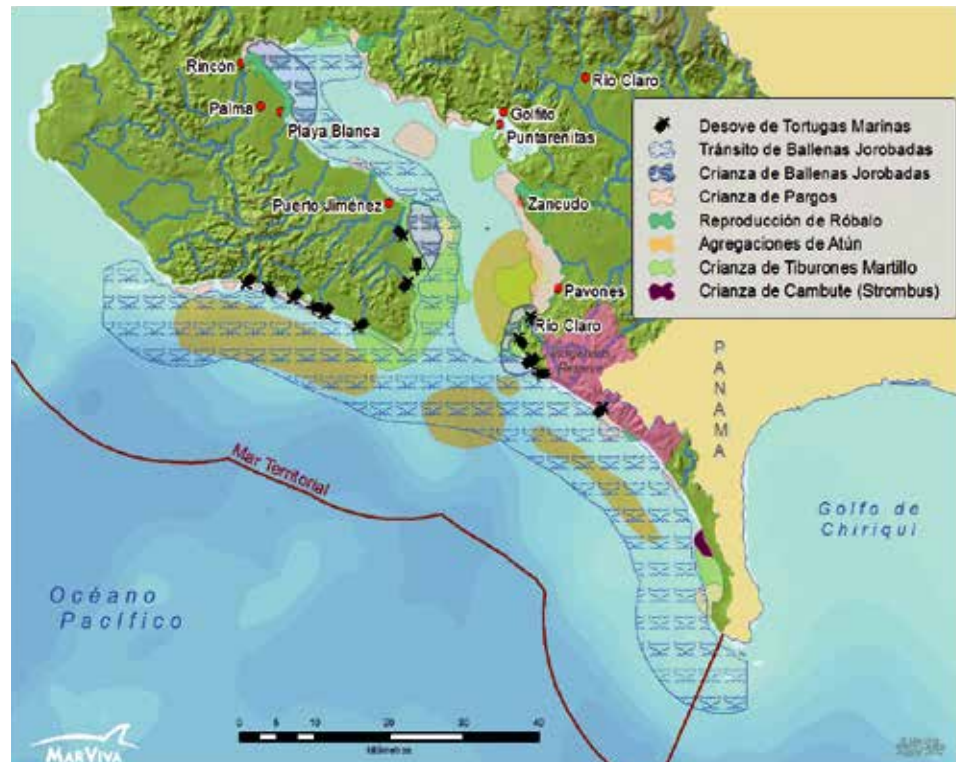 Rincón
Río Claro
Palma
Golfito
Playa Blanca
Puntarenitas
Puerto Jiménez
Zancudo
Pavones
Río Claro
Desove de Tortugas Marinas
Tránsito de Ballenas Jorobadas
Crianza de Ballenas Jorobadas
Crianza de Pargos
Reproducción de Róbalo
Agregaciones de Atún
Crianza de Tiburones Martillo
Crianza de Cambute (Strombus)
PANAMA
Mar Territorial
Golfo de
Chiriquí
Océano
Pacífico
0 5 10 20 30 40
Kilómetros
MARVIVA